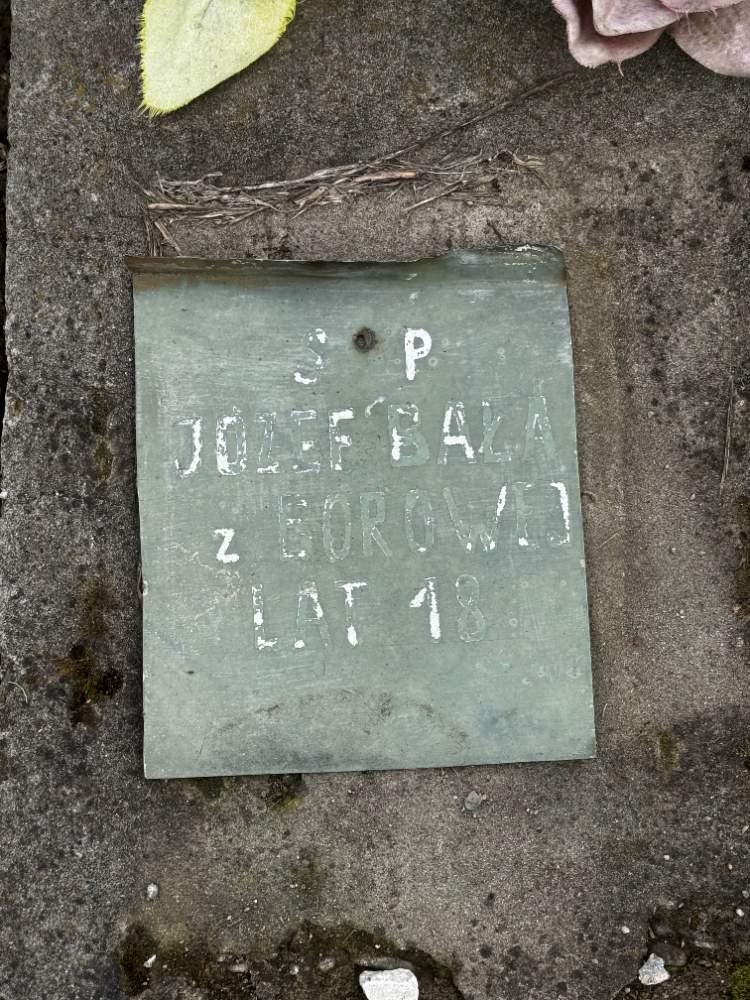 S P
JÓZEF BAŁA
z BOROWEJ
LAT 18